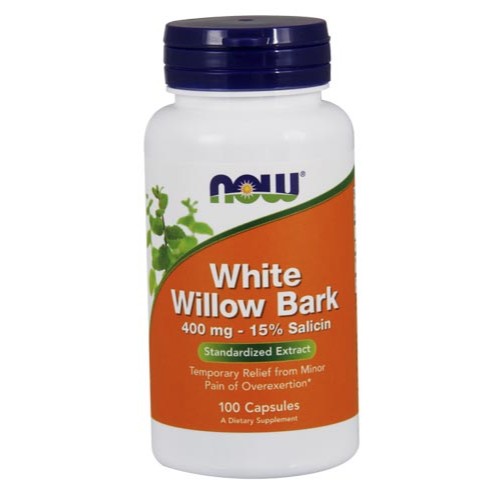 NOW®
White
Willow Bark
400 mg - 15% Salicin
Standardized Extract
Temporary Relief from Minor
Pain of Overexertion*
100 Capsules
A Dietary Supplement